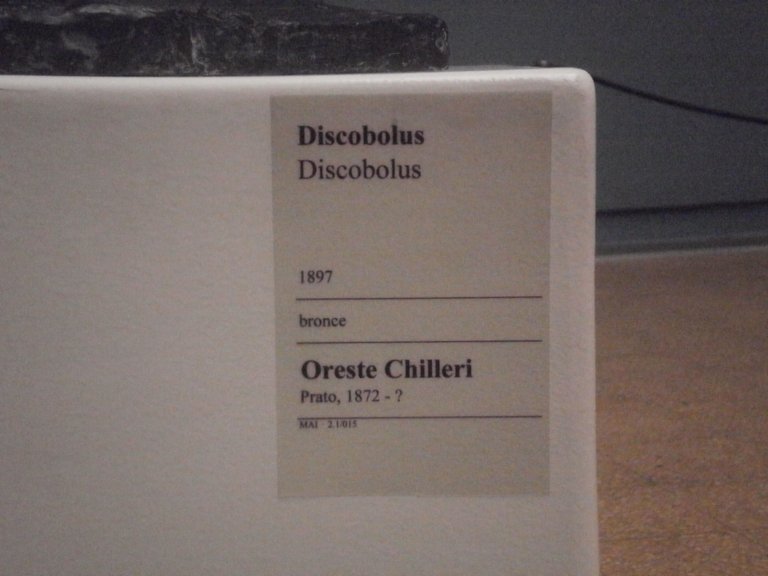 Discobolus
Discobolus
1897
bronce
Oreste Chilleri
Prato, 1872 - ?
MAI 2.1/015